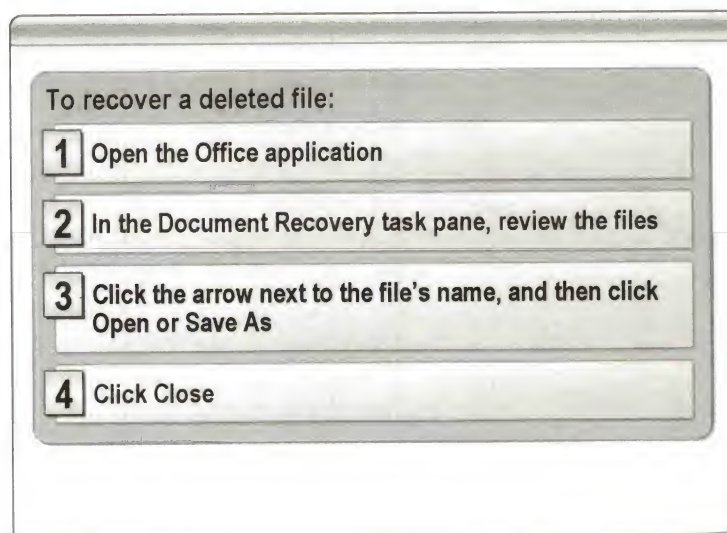 To recover a deleted file:
1 Open the Office application
2 In the Document Recovery task pane, review the files
3 Click the arrow next to the file's name, and then click
Open or Save As
4 Click Close